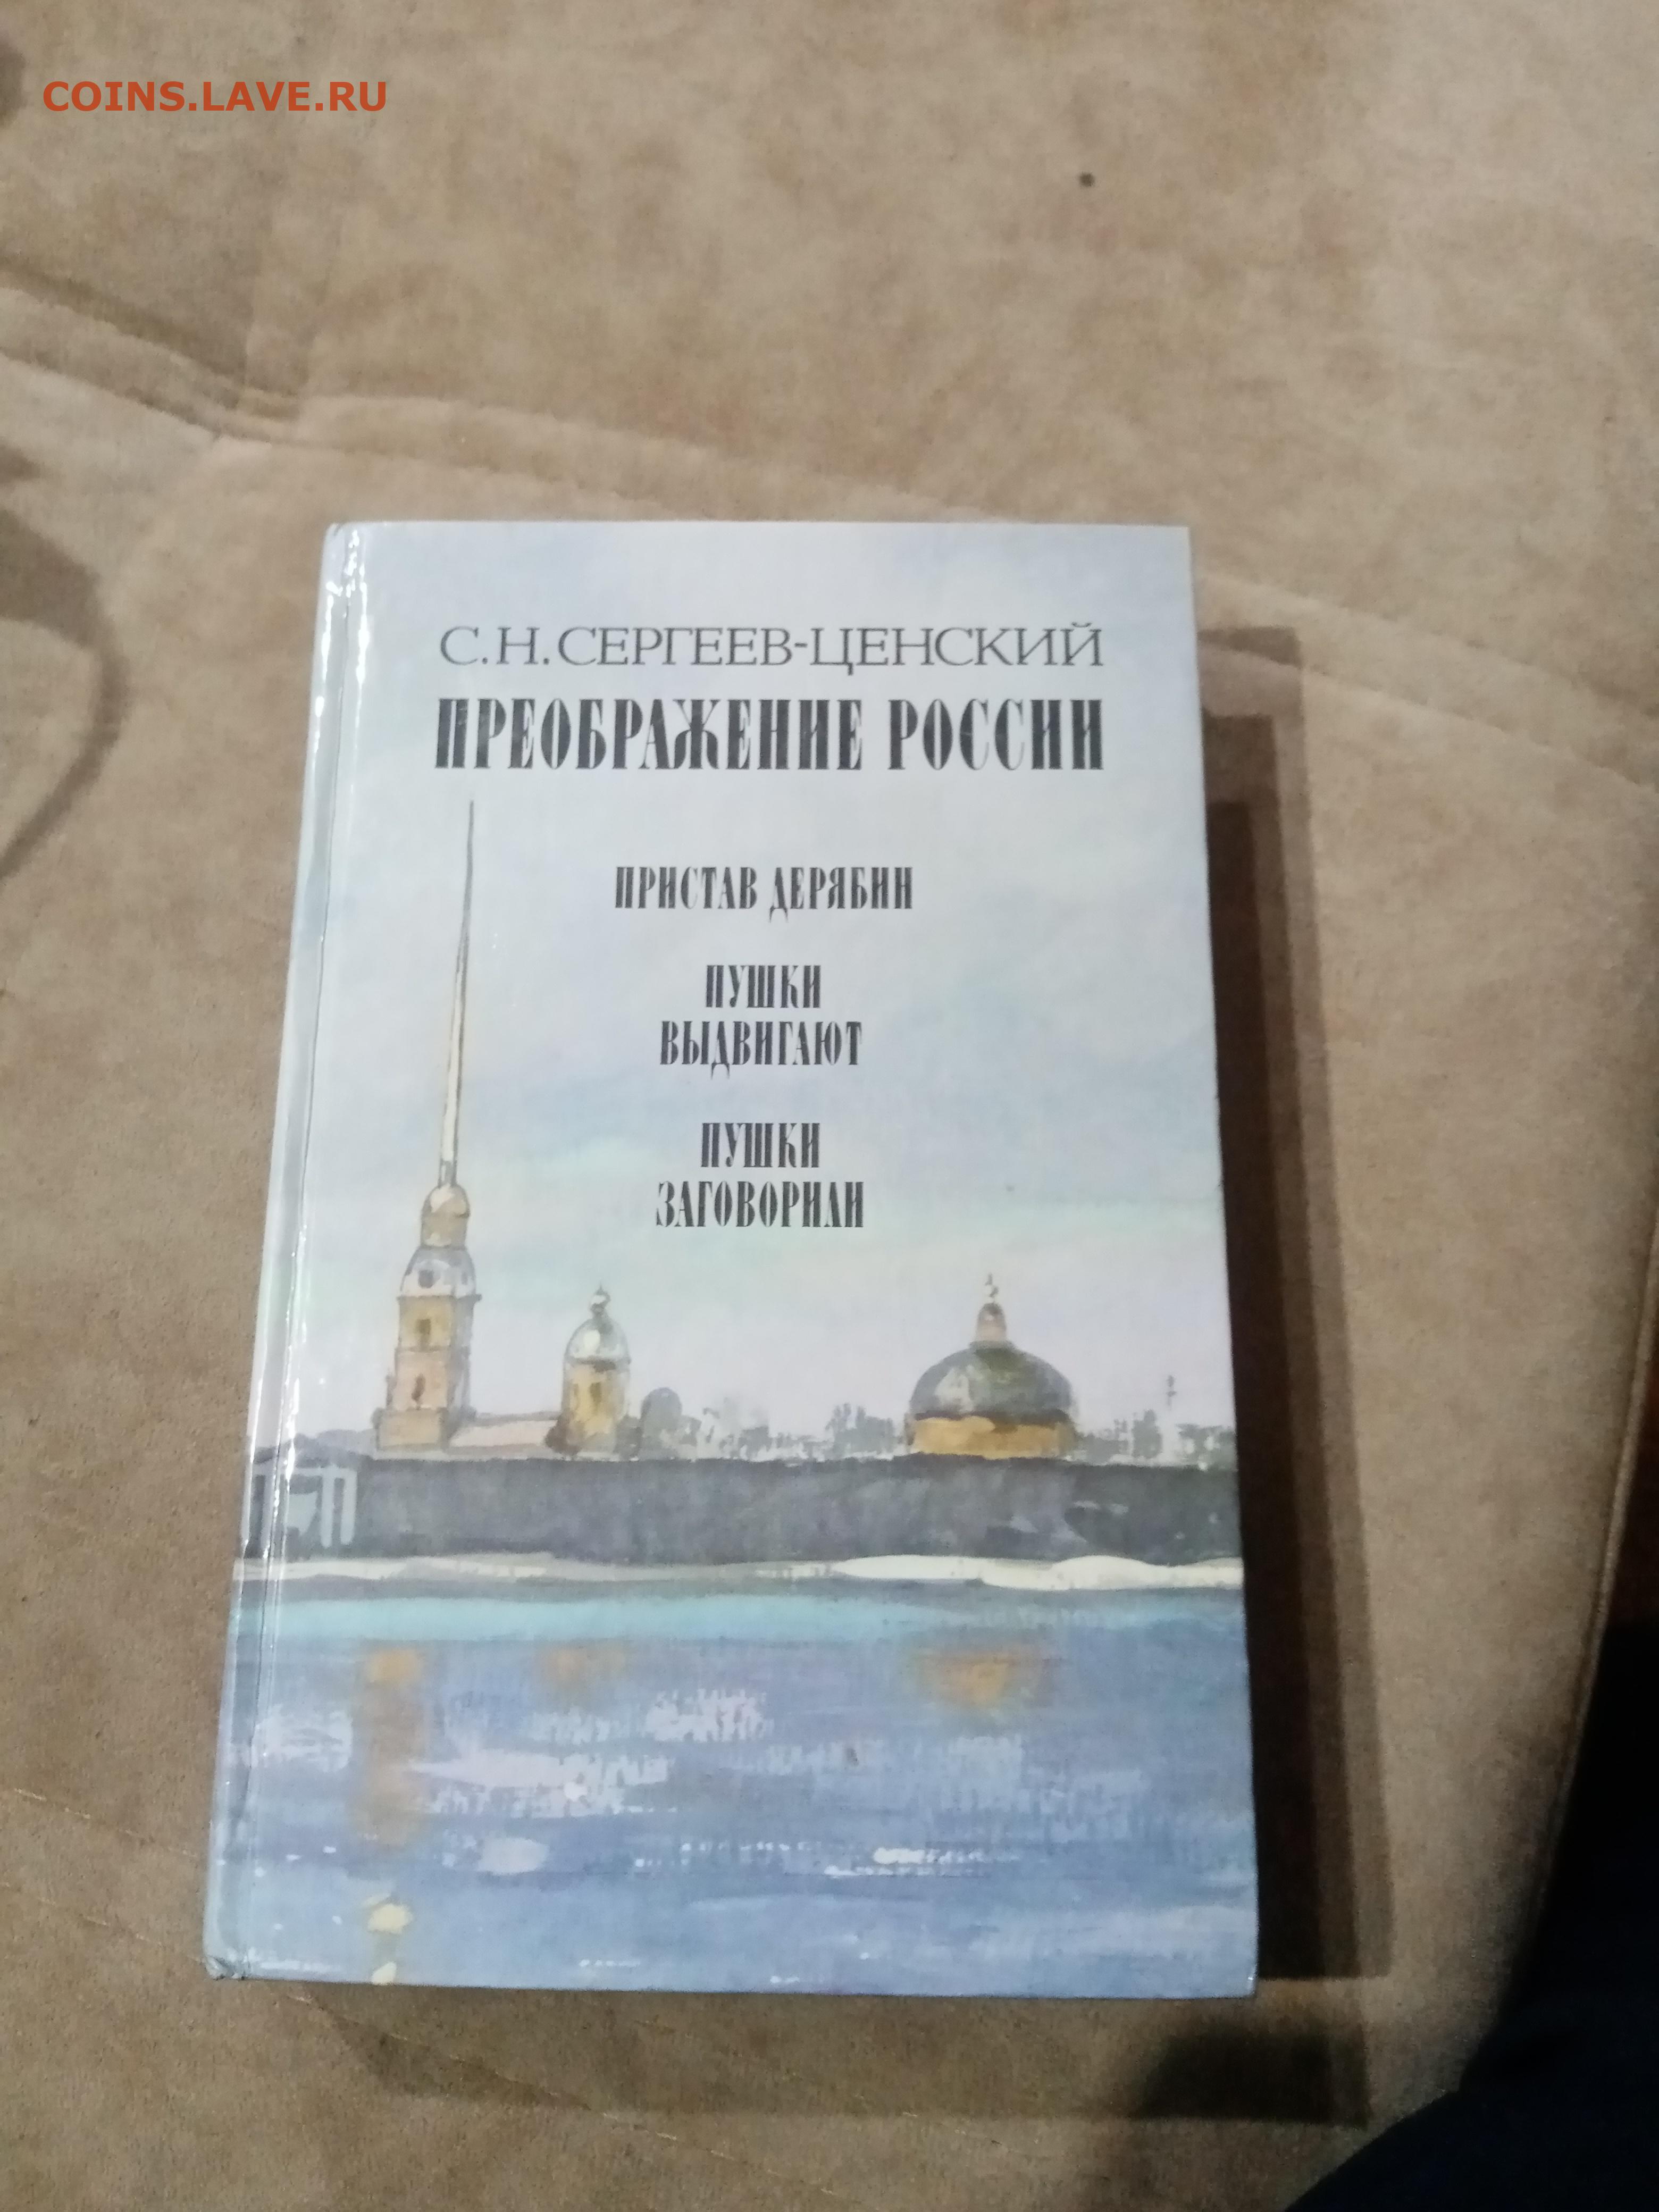 COINS.LAVE.RU
С.Н.СЕРГЕЕВ-ЦЕНСКИЙ
ПРЕОБРАЖЕНИЕ РОССИИ
ПРИСТАВ ДЕРЯБИН
ПУШКИ
ВЫДВИГАЮТ
ПУШКИ
ЗАГОВОРИЛИ